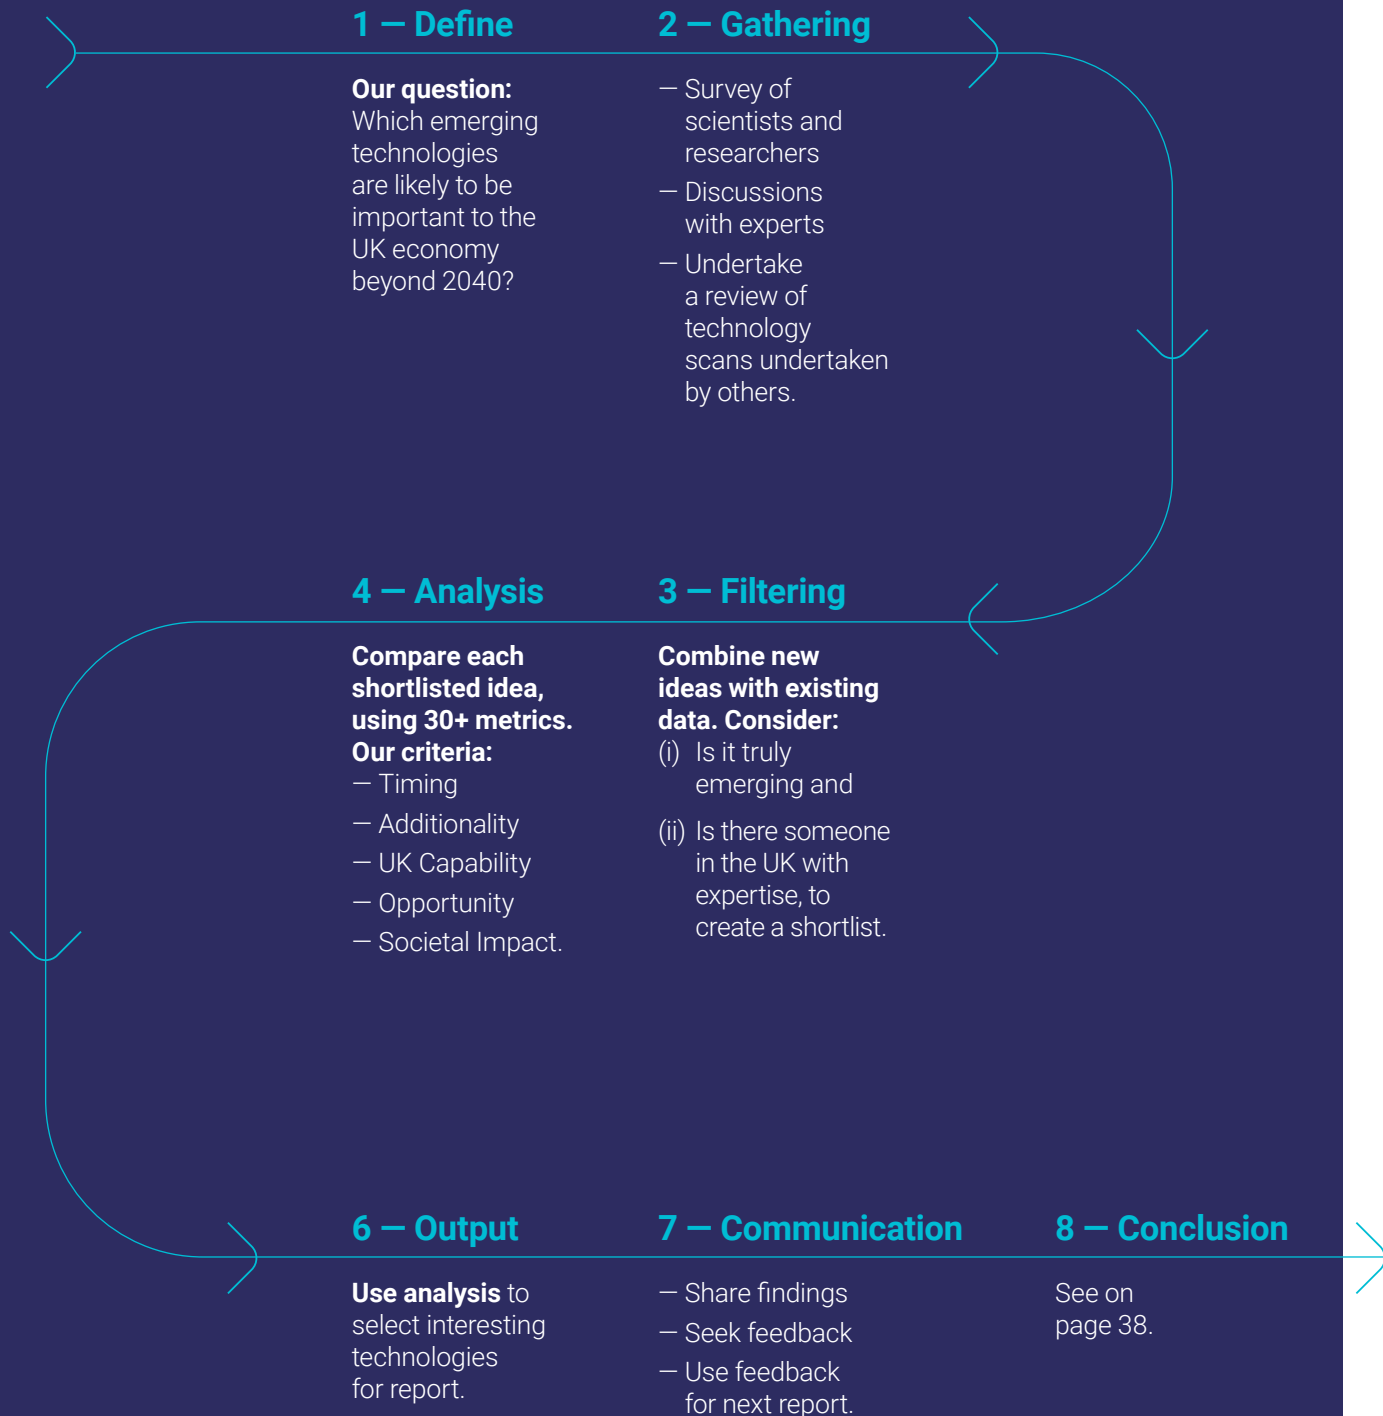 1 — Define
Our question:
Which emerging
technologies
are likely to be
important to the
UK economy
beyond 2040?
2 — Gathering
— Survey of
scientists and
researchers
— Discussions
with experts
— Undertake
a review of
technology
scans undertaken
by others.
3 — Filtering
Combine new
ideas with existing
data. Consider:
(i) Is it truly
emerging and
(ii) Is there someone
in the UK with
expertise, to
create a shortlist.
4 — Analysis
Compare each
shortlisted idea,
using 30+ metrics.
Our criteria:
— Timing
— Additionality
— UK Capability
— Opportunity
— Societal Impact.
6 — Output
Use analysis to
select interesting
technologies
for report.
7 — Communication
— Share findings
— Seek feedback
— Use feedback
for next report.
8 — Conclusion
See on
page 38.